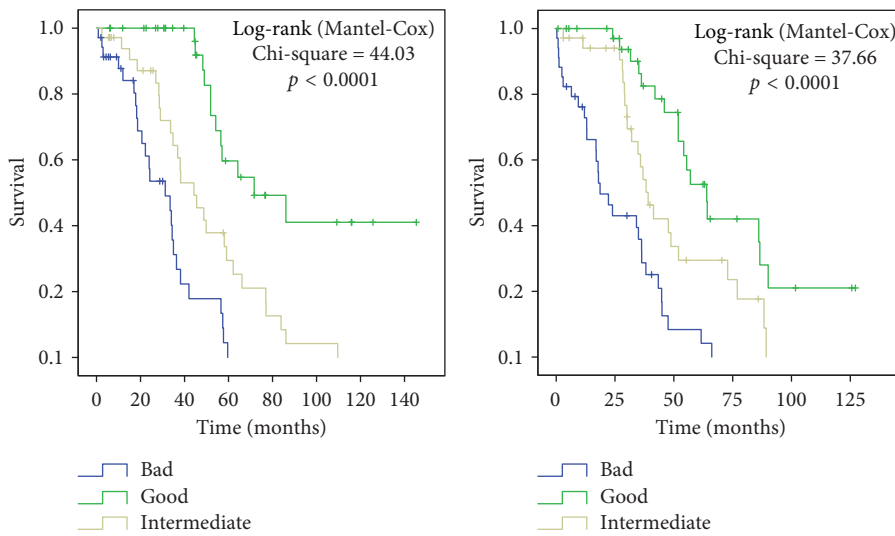 Log-rank (Mantel-Cox)
Chi-square = 44.03
p < 0.0001
1.0
0.8
0.6
0.4
0.2
0.1
Survival
0 20 40 60 80 100 120 140
Time (months)
Bad
Good
Intermediate
Log-rank (Mantel-Cox)
Chi-square = 37.66
p < 0.0001
1.0
0.8
0.6
0.4
0.2
0.1
Survival
0 25 50 75 100 125
Time (months)
Bad
Good
Intermediate